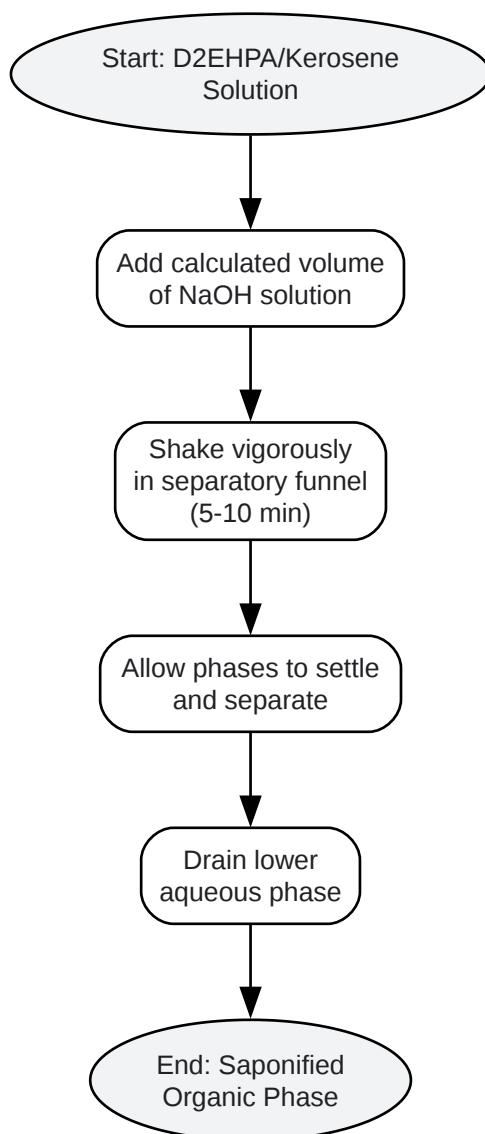 Start: D2EHPA/Kerosene
Solution
Add calculated volume
of NaOH solution
Shake vigorously
in separatory funnel
(5-10 min)
Allow phases to settle
and separate
Drain lower
aqueous phase
End: Saponified
Organic Phase